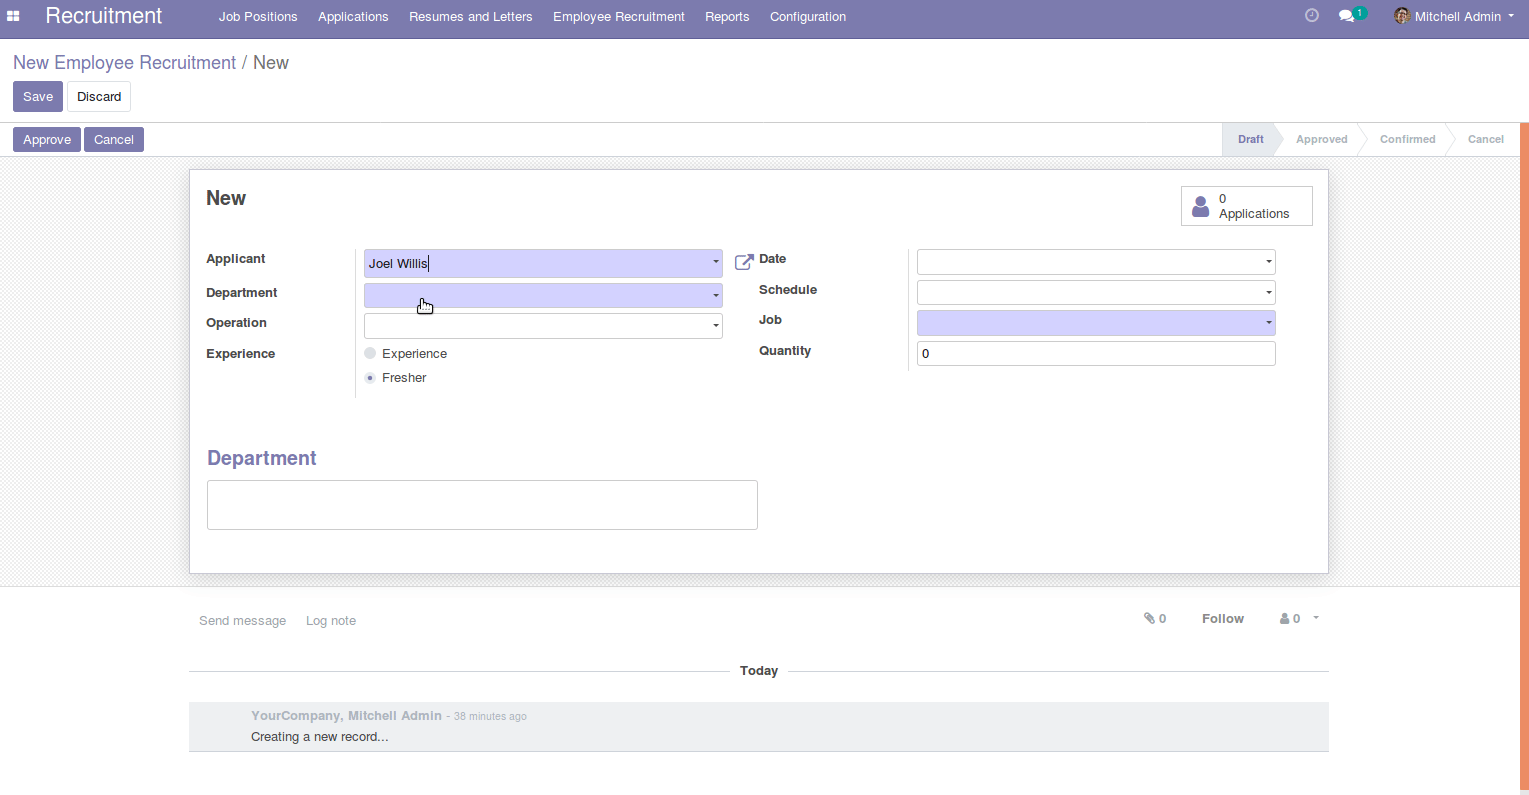 Recruitment Job Positions Applications Resumes and Letters Employee Recruitment Reports Configuration 1 Mitchell Admin
New Employee Recruitment / New
Save Discard
Approve Cancel Draft Approved Confirmed Cancel
New
0
Applications
Applicant Joel Willis
Department
Operation
Experience Experience
Fresher
Date
Schedule
Job
Quantity 0
Department
Send message Log note 0 Follow 0
Today
YourCompany, Mitchell Admin - 38 minutes ago
Creating a new record...